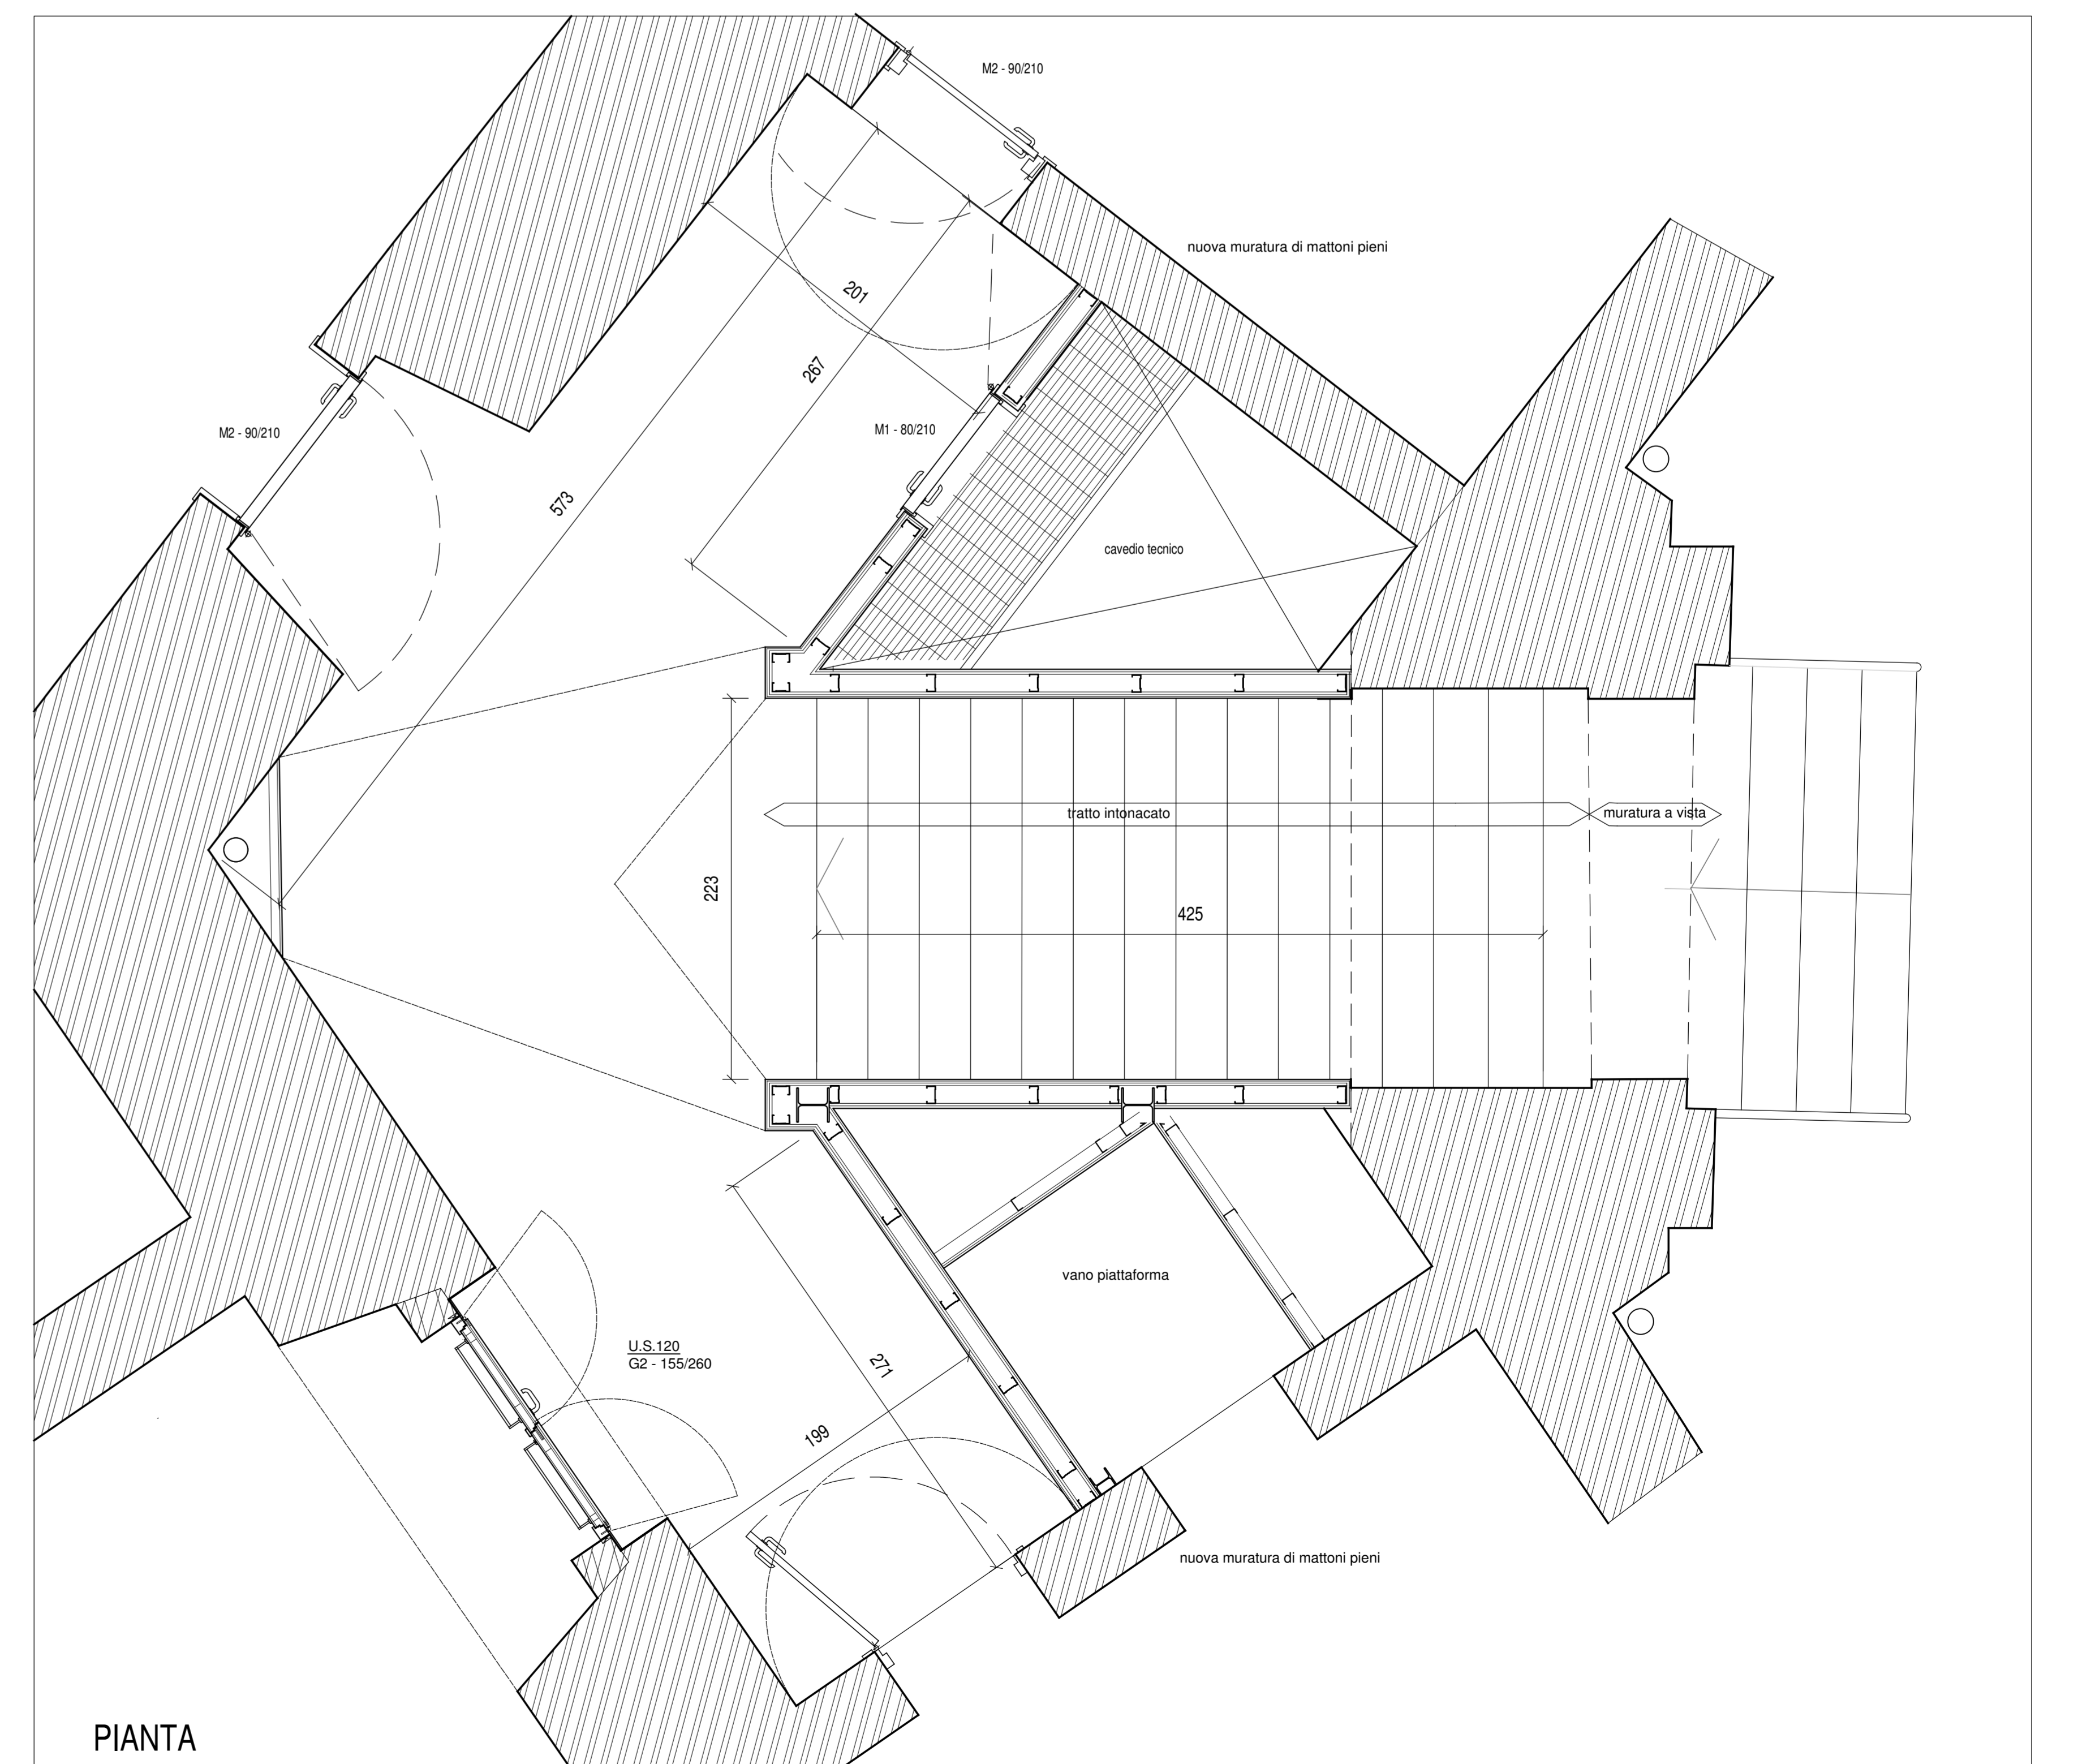 M2 - 90/210
nuova muratura di mattoni pieni
201
267
M2 - 90/210
M1 - 80/210
573
cavedio tecnico
tratto intonacato
muratura a vista
223
425
vano piattaforma
U.S.120
G2 - 155/260
271
199
nuova muratura di mattoni pieni
PIANTA